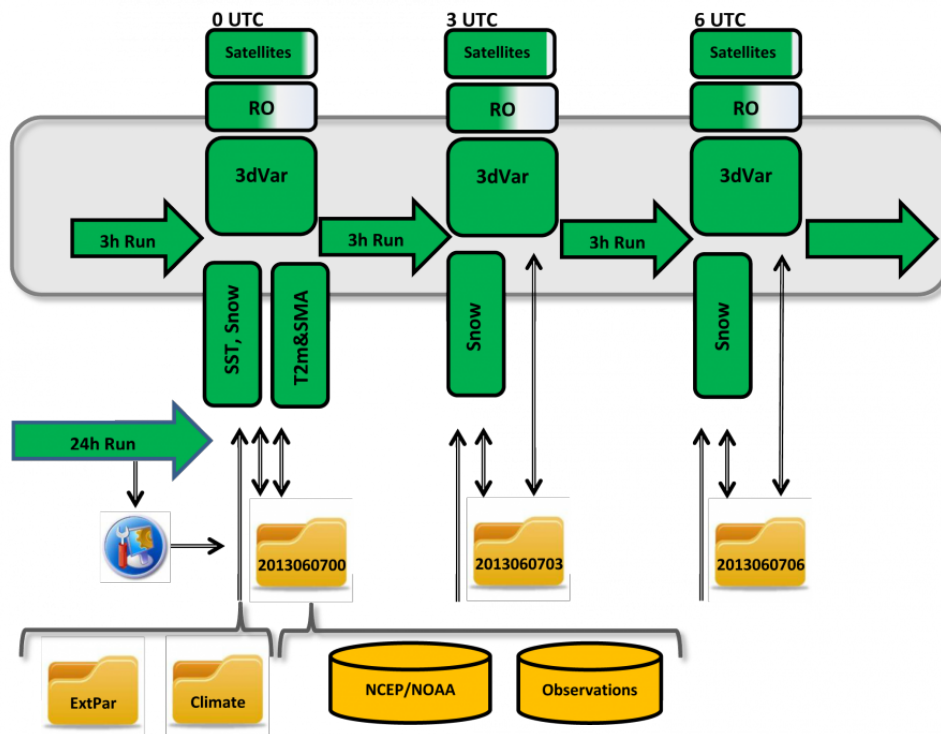 0 UTC
3 UTC
6 UTC
Satellites
Satellites
Satellites
RO
RO
RO
3dVar
3dVar
3dVar
3h Run
3h Run
3h Run
SST, Snow
T2m&SMA
Snow
Snow
24h Run
2013060700
2013060703
2013060706
ExtPar
Climate
NCEP/NOAA
Observations